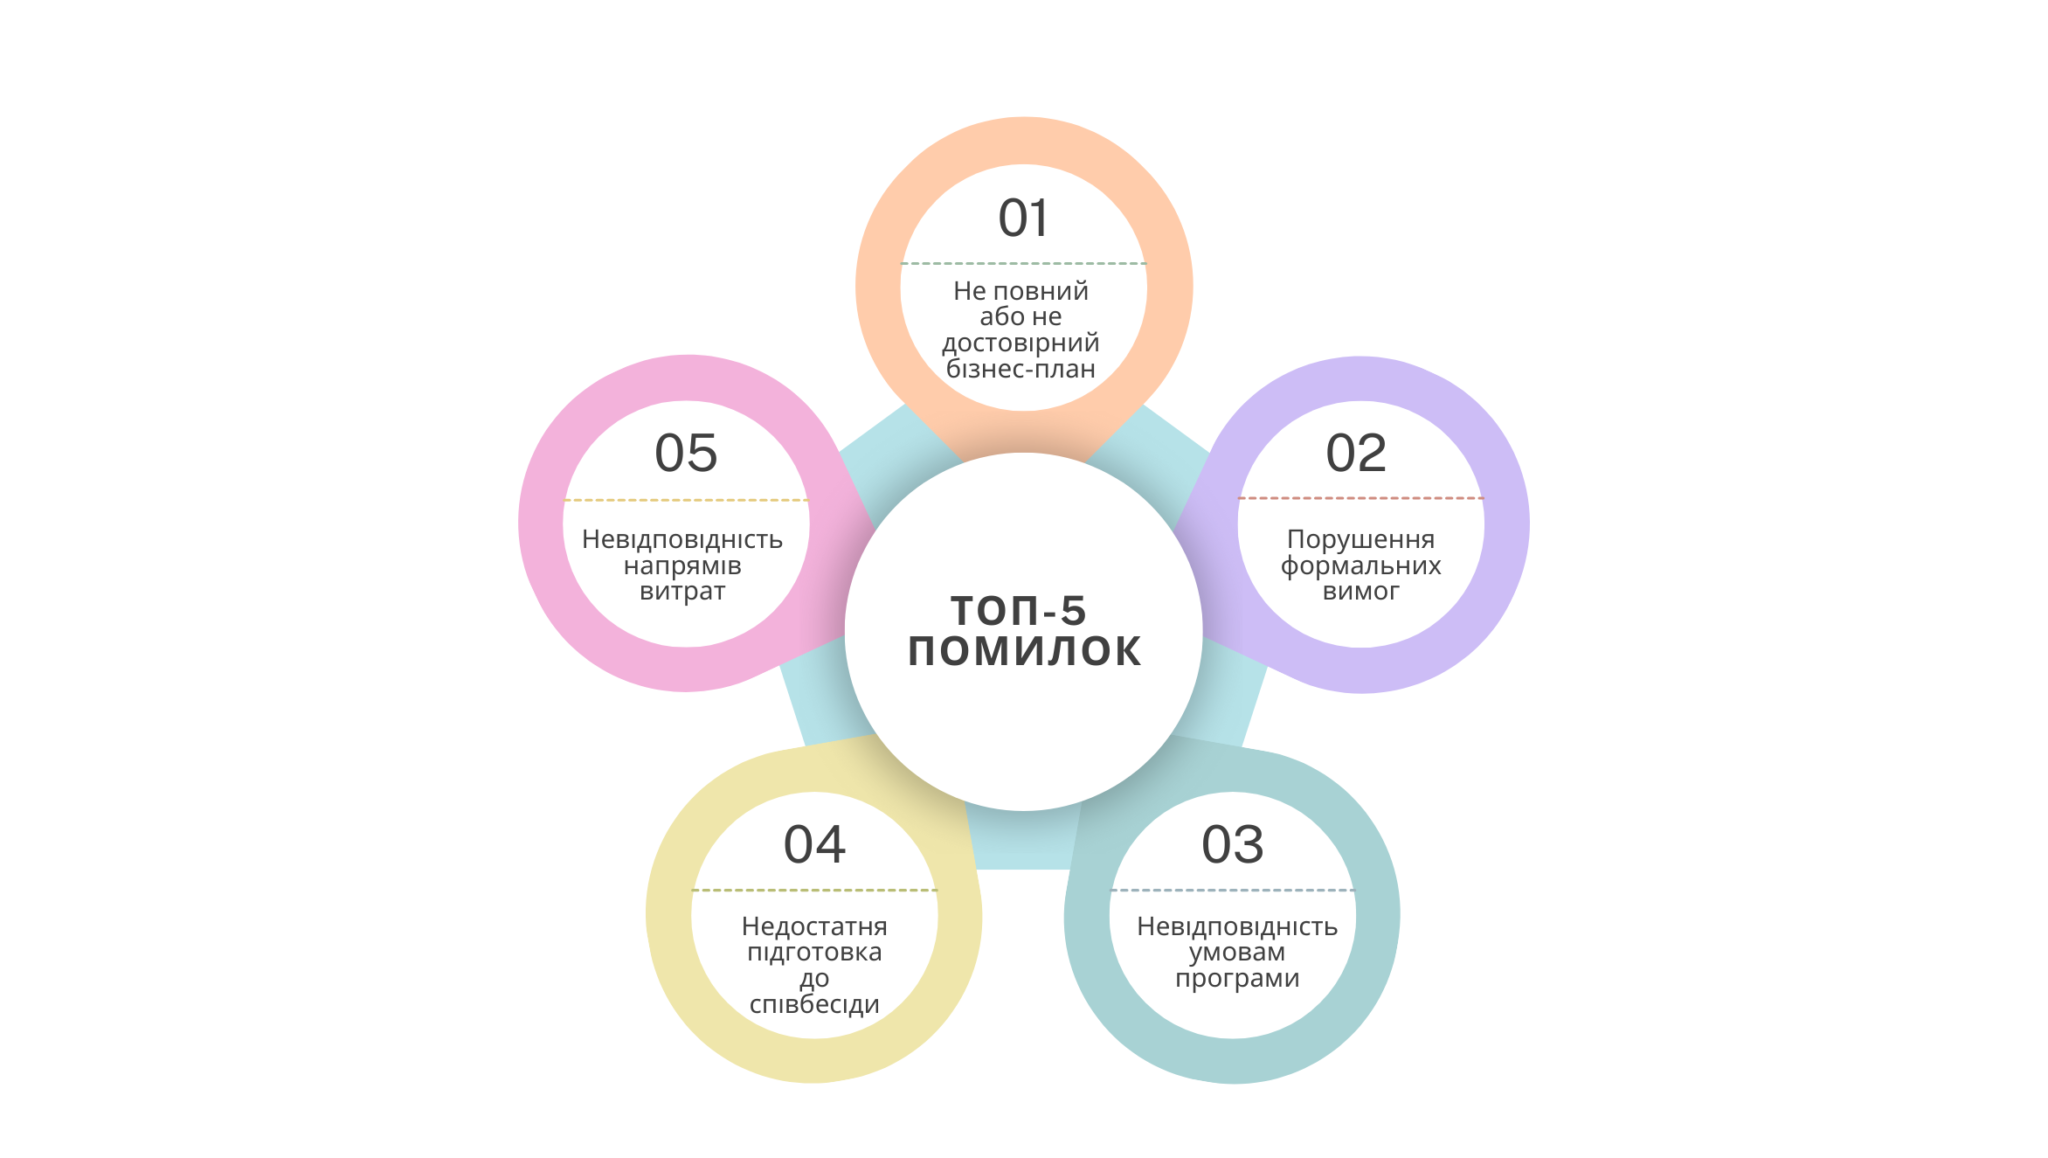 ТОП-5
ПОМИЛОК
01
Не повний
або не
достовірний
бізнес-план
02
Порушення
формальних
вимог
03
Невідповідність
умовам
програми
04
Недостатня
підготовка
до
співбесіди
05
Невідповідність
напрямів
витрат